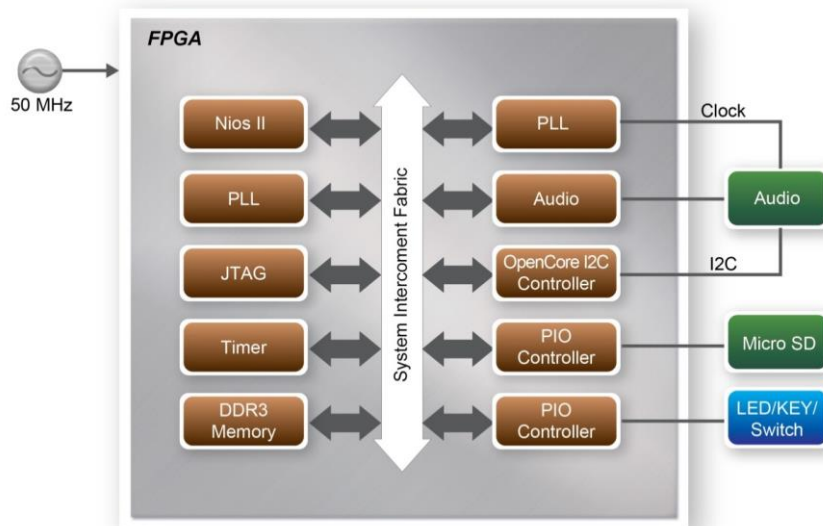 FPGA
50 MHz
Nios II
PLL
Clock
PLL
Audio
Audio
JTAG
OpenCore I2C
Controller
I2C
Timer
PIO
Controller
Micro SD
DDR3
Memory
PIO
Controller
LED/KEY/
Switch
System Intercoment Fabric